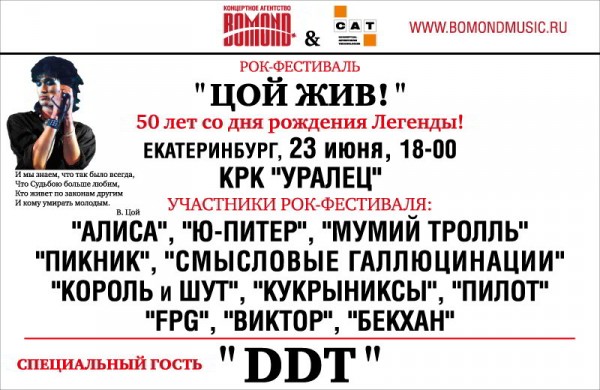 КОНЦЕРТНОЕ АГЕНТСТВО
BOMOND
&
CAT
WWW.BOMONDMUSIC.RU
РОК-ФЕСТИВАЛЬ
"ЦОЙ ЖИВ!"
50 лет со дня рождения Легенды!
ЕКАТЕРИНБУРГ, 23 июня, 18-00
КРК "УРАЛЕЦ"
И мы знаем, что так было всегда,
Что Судьбою больше любим,
Кто живет по законам другим
И кому умирать молодым.
В. Цой
УЧАСТНИКИ РОК-ФЕСТИВАЛЯ:
"АЛИСА", "Ю-ПИТЕР", "МУМИЙ ТРОЛЛЬ"
"ПИКНИК", "СМЫСЛОВЫЕ ГАЛЛЮЦИНАЦИИ"
"КОРОЛЬ и ШУТ", "КУКРЫНИКСЫ", "ПИЛОТ"
"FPG", "ВИКТОР", "БЕКХАН"
СПЕЦИАЛЬНЫЙ ГОСТЬ "DDT"